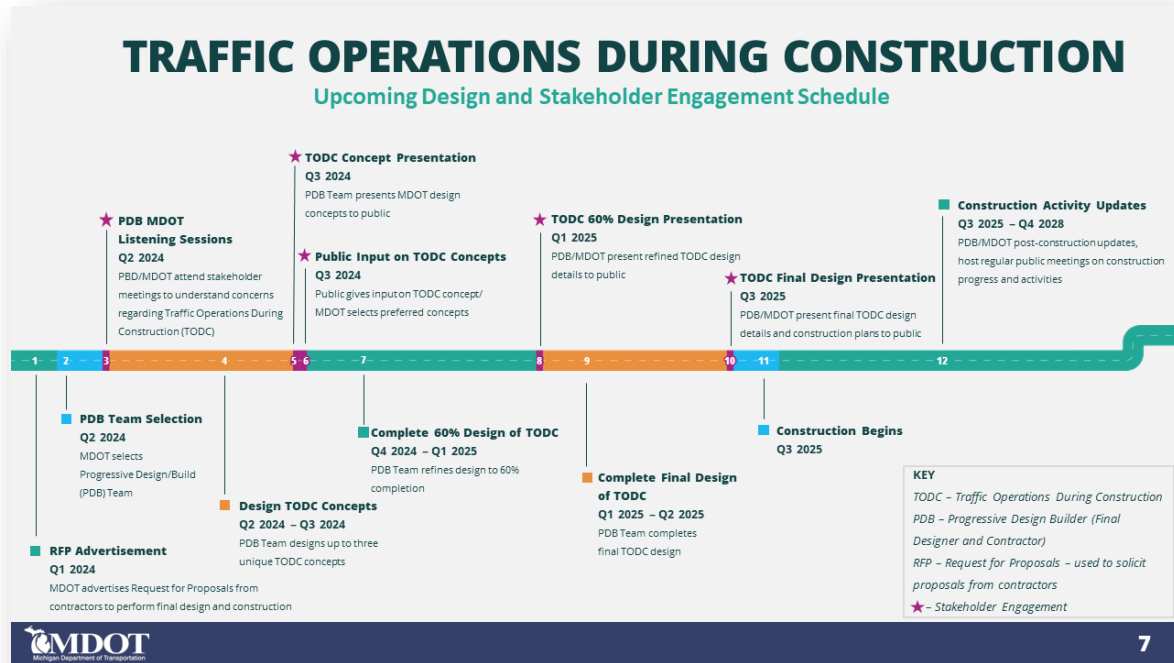 TRAFFIC OPERATIONS DURING CONSTRUCTION
Upcoming Design and Stakeholder Engagement Schedule
TODC Concept Presentation
Q3 2024
PDB Team presents MDOT design
concepts to public
PDB MDOT
Listening Sessions
Q2 2024
PBD/MDOT attend stakeholder
meetings to understand concerns
regarding Traffic Operations During
Construction (TODC)
Public Input on TODC Concepts
Q3 2024
Public gives input on TODC concept/
MDOT selects preferred concepts
TODC 60% Design Presentation
Q1 2025
PDB/MDOT present refined TODC design
details to public
TODC Final Design Presentation
Q3 2025
PDB/MDOT present final TODC design
details and construction plans to public
Construction Activity Updates
Q3 2025 – Q4 2028
PDB/MDOT post-construction updates,
host regular public meetings on construction
progress and activities
1 2 3 4 5 6 7 8 9 10 11 12
PDB Team Selection
Q2 2024
MDOT selects
Progressive Design/Build
(PDB) Team
RFP Advertisement
Q1 2024
MDOT advertises Request for Proposals from
contractors to perform final design and construction
Design TODC Concepts
Q2 2024 – Q3 2024
PDB Team designs up to three
unique TODC concepts
Complete 60% Design of TODC
Q4 2024 – Q1 2025
PDB Team refines design to 60%
completion
Complete Final Design
of TODC
Q1 2025 – Q2 2025
PDB Team completes
final TODC design
Construction Begins
Q3 2025
KEY
TODC – Traffic Operations During Construction
PDB – Progressive Design Builder (Final
Designer and Contractor)
RFP – Request for Proposals – used to solicit
proposals from contractors
– Stakeholder Engagement
MDOT
Michigan Department of Transportation
7